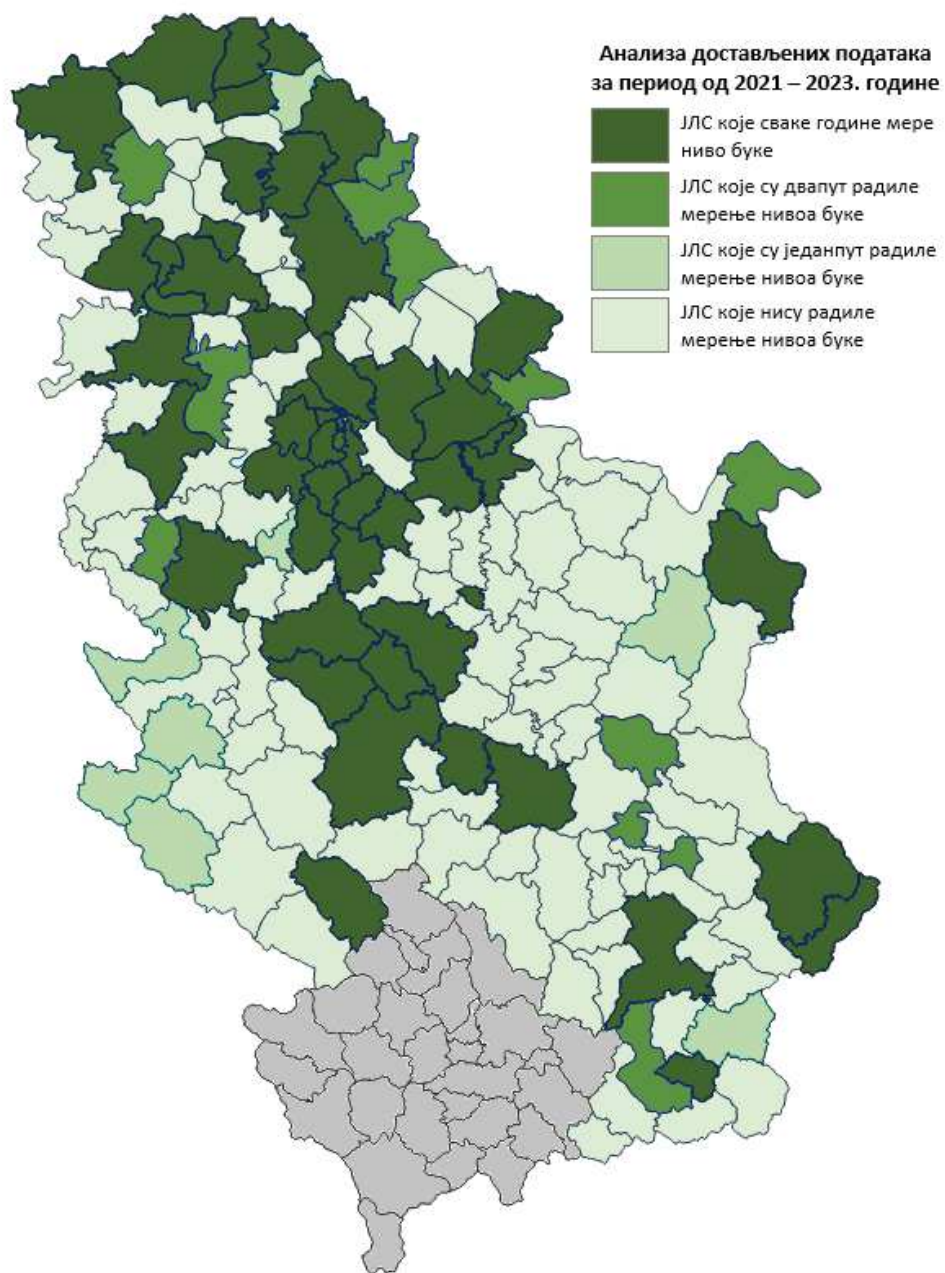 Анализа достављених података
за период од 2021 – 2023. године
ЈЛС које сваке године мере
ниво буке
ЈЛС које су двапут радиле
мерење нивоа буке
ЈЛС које су једанпут радиле
мерење нивоа буке
ЈЛС које нису радиле
мерење нивоа буке